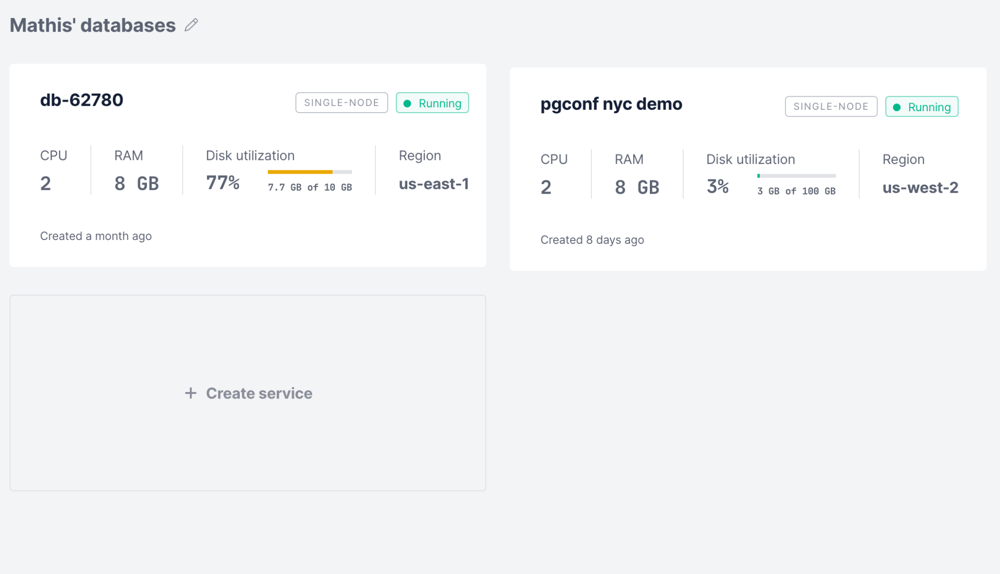 Mathis' databases
db-62780
SINGLE-NODE
Running
CPU
2
RAM
8 GB
Disk utilization
77%
7.7 GB of 10 GB
Region
us-east-1
Created a month ago
pgconf nyc demo
SINGLE-NODE
Running
CPU
2
RAM
8 GB
Disk utilization
3%
3 GB of 100 GB
Region
us-west-2
Created 8 days ago
+ Create service